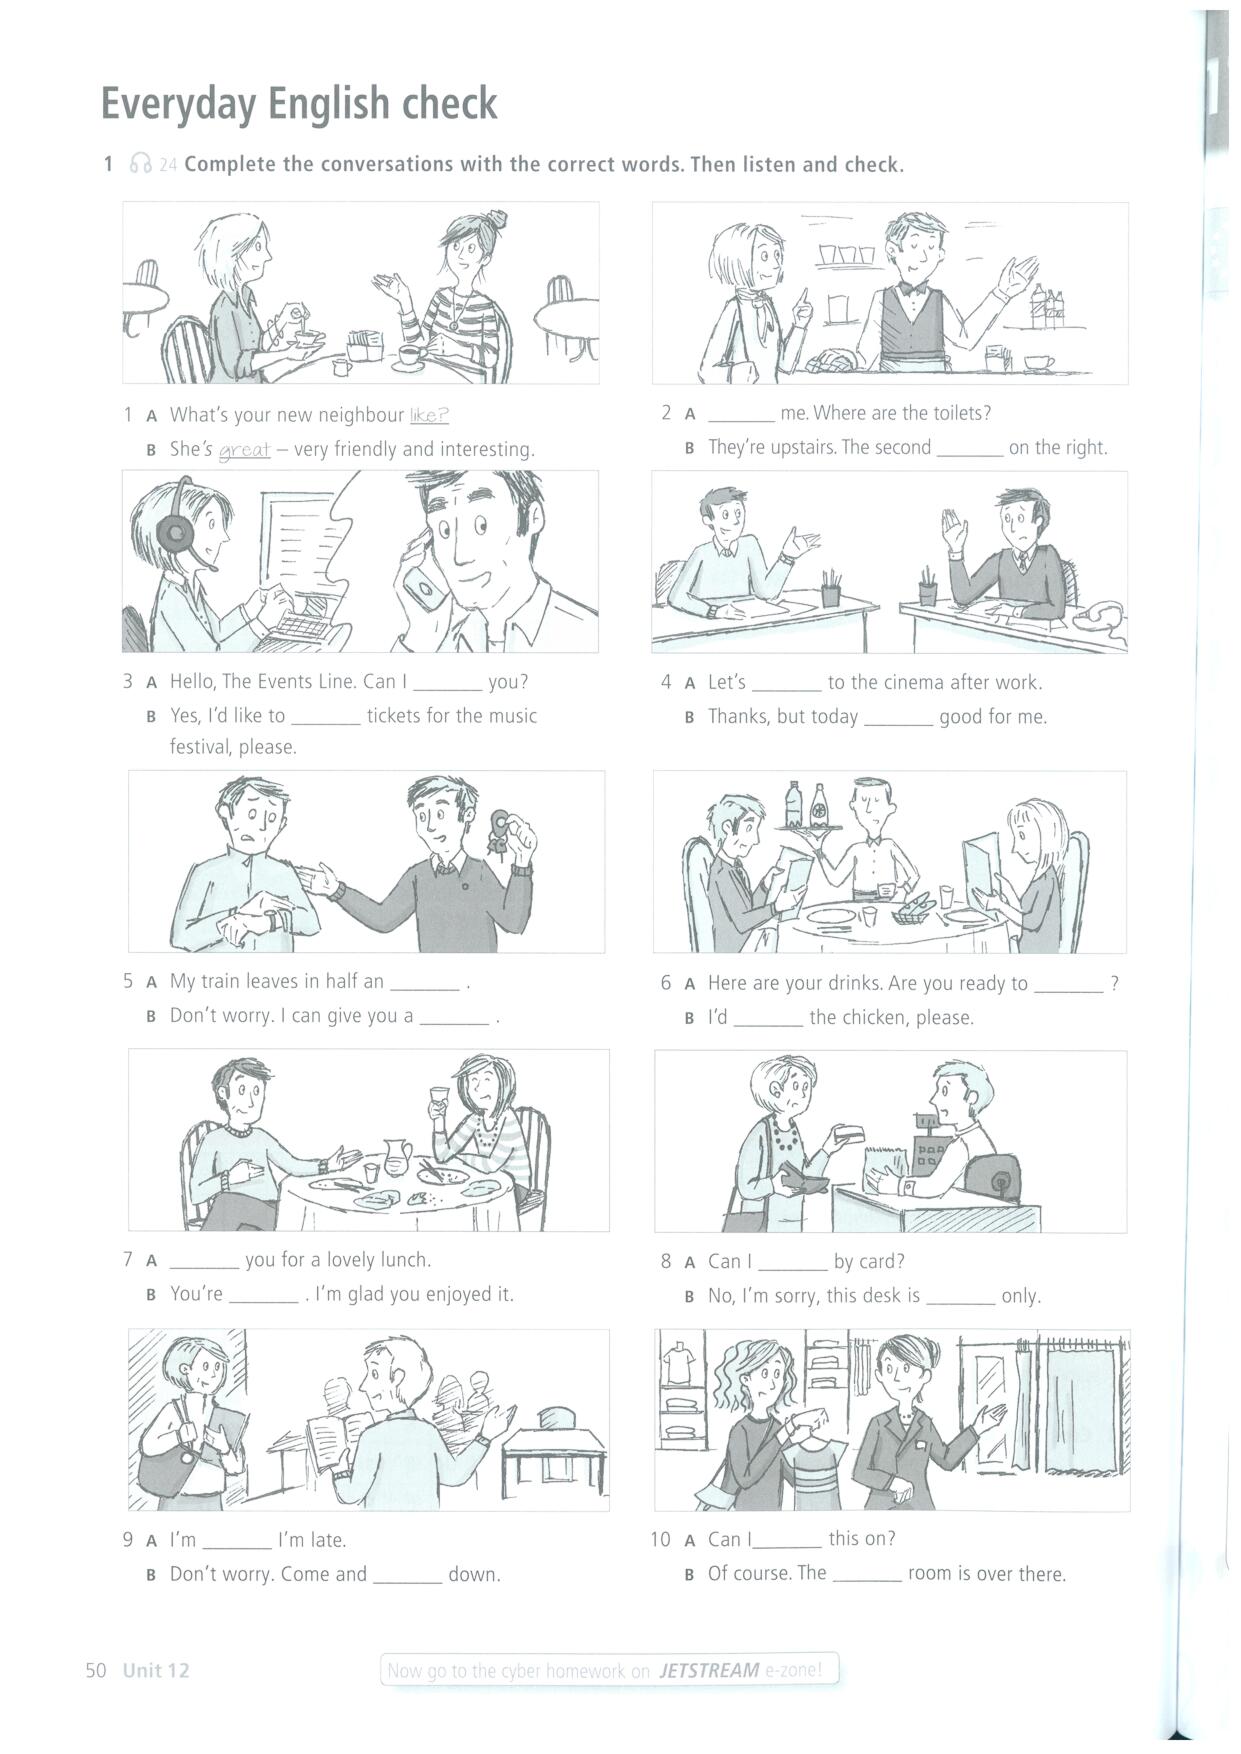 Everyday English check
1 24 Complete the conversations with the correct words. Then listen and check.
1 A What's your new neighbour like?
B She's great – very friendly and interesting.
2 A _______ me. Where are the toilets?
B They're upstairs. The second _______ on the right.
3 A Hello, The Events Line. Can I _______ you?
B Yes, I'd like to _______ tickets for the music
festival, please.
4 A Let's _______ to the cinema after work.
B Thanks, but today _______ good for me.
5 A My train leaves in half an _______ .
B Don't worry. I can give you a _______ .
6 A Here are your drinks. Are you ready to _______ ?
B I'd _______ the chicken, please.
7 A _______ you for a lovely lunch.
B You're _______ . I'm glad you enjoyed it.
8 A Can I _______ by card?
B No, I'm sorry, this desk is _______ only.
9 A I'm _______ I'm late.
B Don't worry. Come and _______ down.
10 A Can I_______ this on?
B Of course. The _______ room is over there.
50 Unit 12
Now go to the cyber homework on JETSTREAM e-zone!